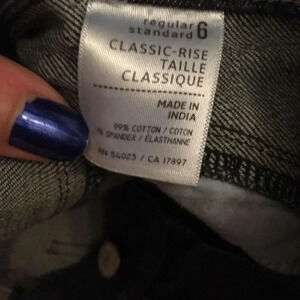 regular 6
standard
CLASSIC-RISE
TAILLE
CLASSIQUE
MADE IN
INDIA
99% COTTON / COTON
% SPANDEX / ÉLASTHANNE
RN 54023 / CA 17897